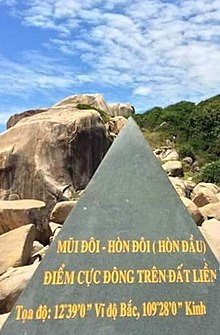 MŨI ĐÔI - HÒN ĐÔI ( HÒN ĐẦU )
ĐIỂM CỰC ĐÔNG TRÊN ĐẤT LIỀN
Tọa độ: 12°39'0" Vĩ độ Bắc, 109°28'0" Kinh